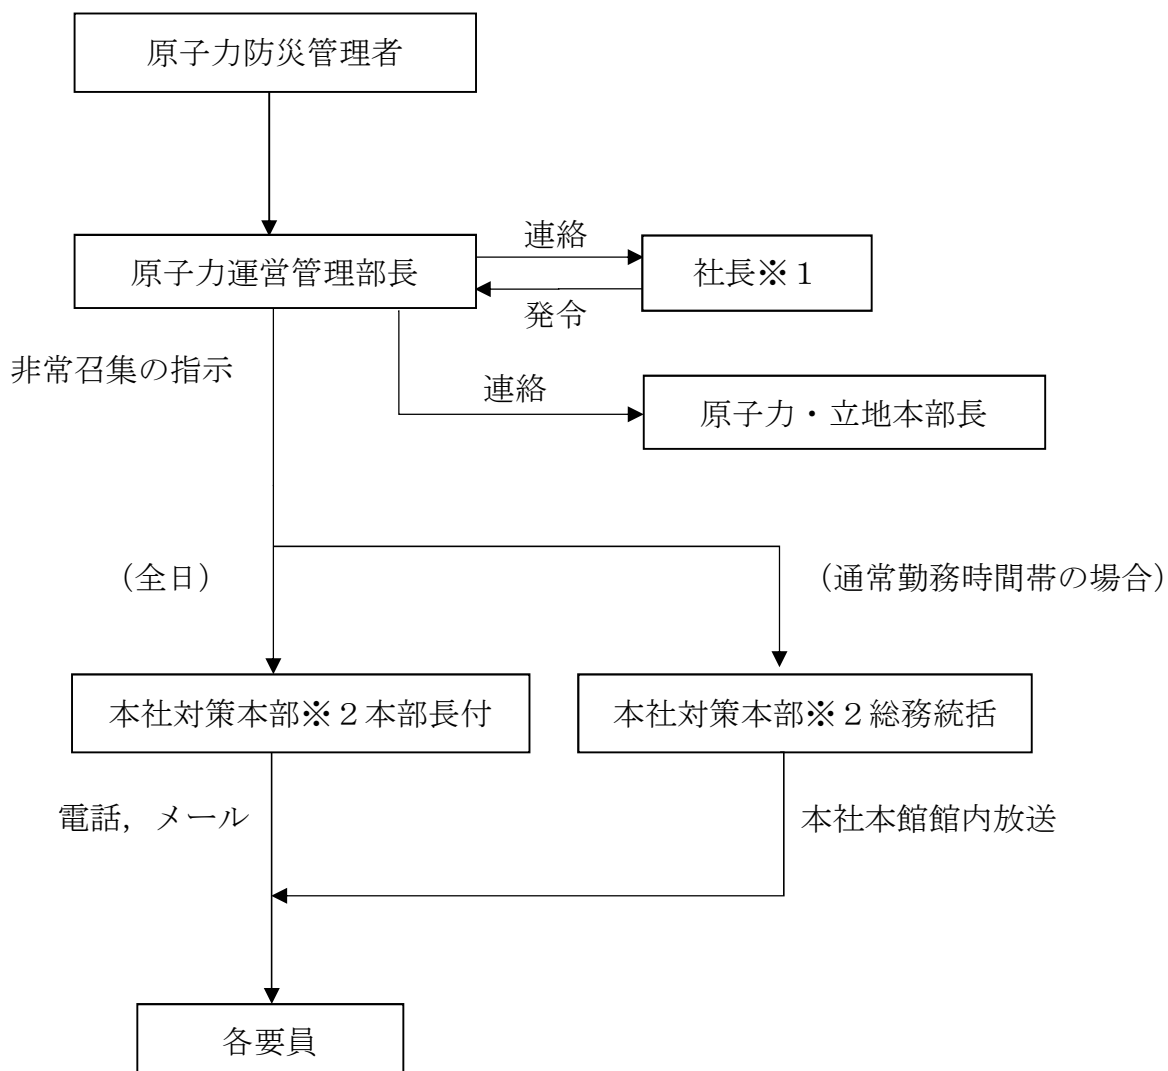 原子力防災管理者
原子力運営管理部長
連絡
社長※１
発令
非常召集の指示
連絡
原子力・立地本部長
（全日）
（通常勤務時間帯の場合）
本社対策本部※２本部長付
本社対策本部※２総務統括
電話，メール
本社本館館内放送
各要員